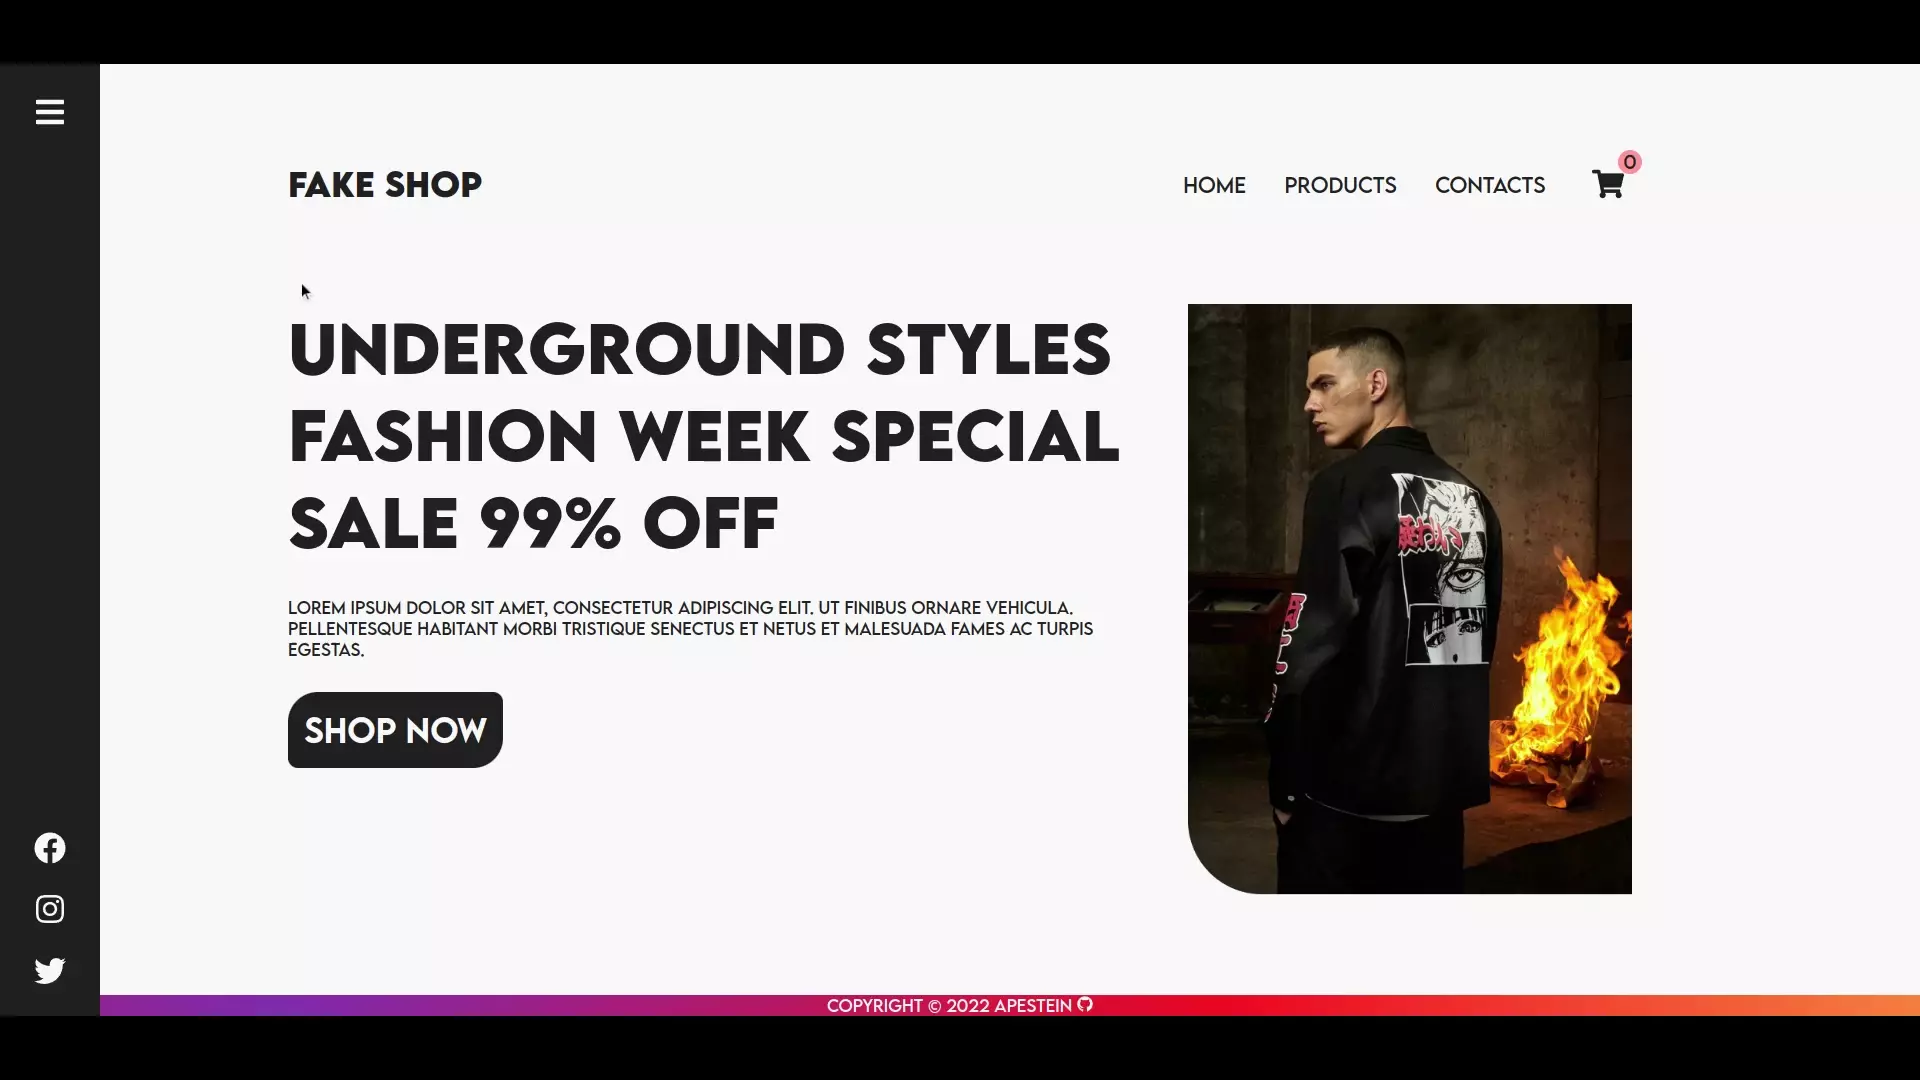 FAKE SHOP
HOME
PRODUCTS
CONTACTS
0
UNDERGROUND STYLES
FASHION WEEK SPECIAL
SALE 99% OFF
LOREM IPSUM DOLOR SIT AMET, CONSECTETUR ADIPISCING ELIT. UT FINIBUS ORNARE VEHICULA.
PELLENTESQUE HABITANT MORBI TRISTIQUE SENECTUS ET NETUS ET MALESUADA FAMES AC TURPIS
EGESTAS.
SHOP NOW
COPYRIGHT © 2022 APESTEIN